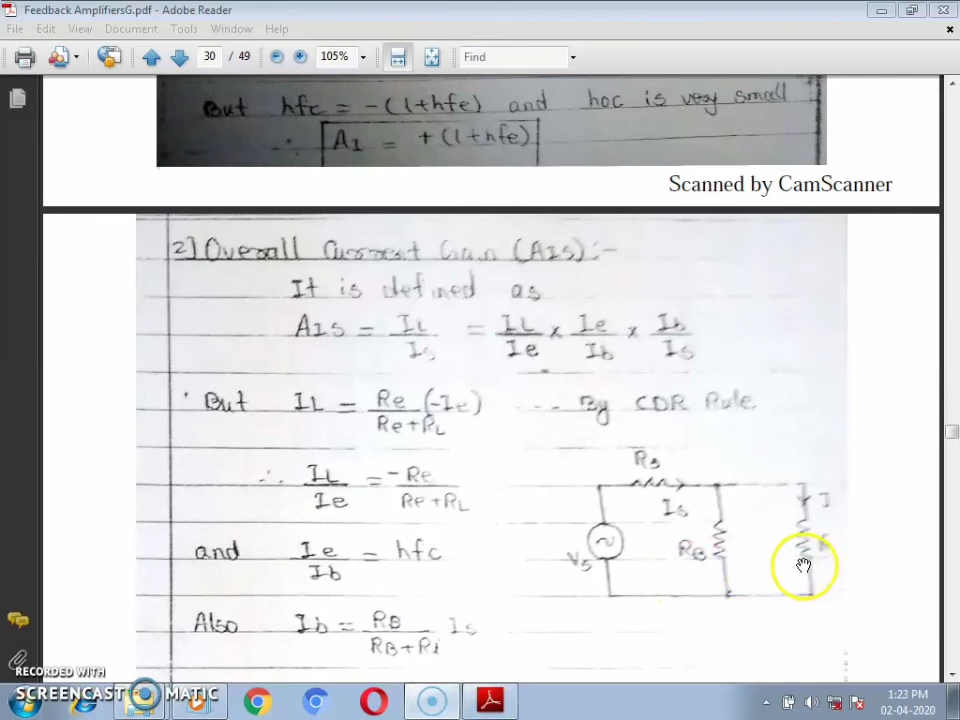 Feedback AmplifiersG.pdf - Adobe Reader
File Edit View Document Tools Window Help
30 / 49 105% Find
But hfc = -(1+hfe) and hoc is very small
∴ AI = +(1+hfe)
Scanned by CamScanner
2] Overall Current Gain (AIS):-
It is defined as
AIS = IL/Is = IL/Ie × Ie/Ib × Ib/Is
But IL = Re/(Re+RL) (-Ie) --- By CDR Rule
∴ IL/Ie = -Re/(Re+RL)
Rs
Is
Vs
RB
I
and Ie/Ib = hfc
Also Ib = RB/(RB+Ri) Is
RECORDED WITH
SCREENCAST MATIC
1:23 PM
02-04-2020